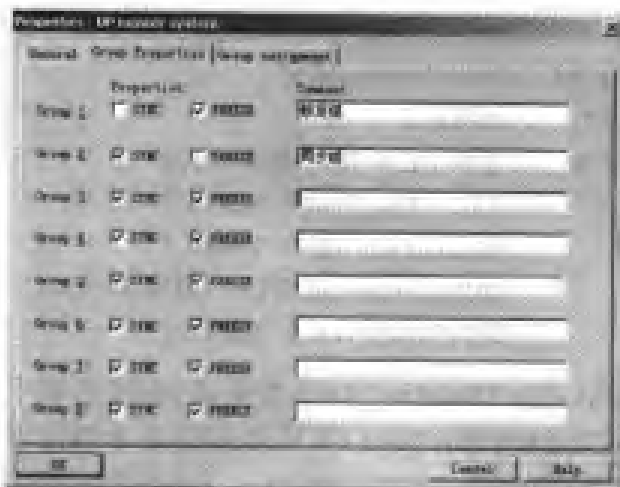 Properties - DP master system
General Group Properties Group assignment
Properties: Comment:
Group 1: SYNC FREEZE
Group 2: SYNC FREEZE
Group 3: SYNC FREEZE
Group 4: SYNC FREEZE
Group 5: SYNC FREEZE
Group 6: SYNC FREEZE
Group 7: SYNC FREEZE
Group 8: SYNC FREEZE
OK Cancel Help